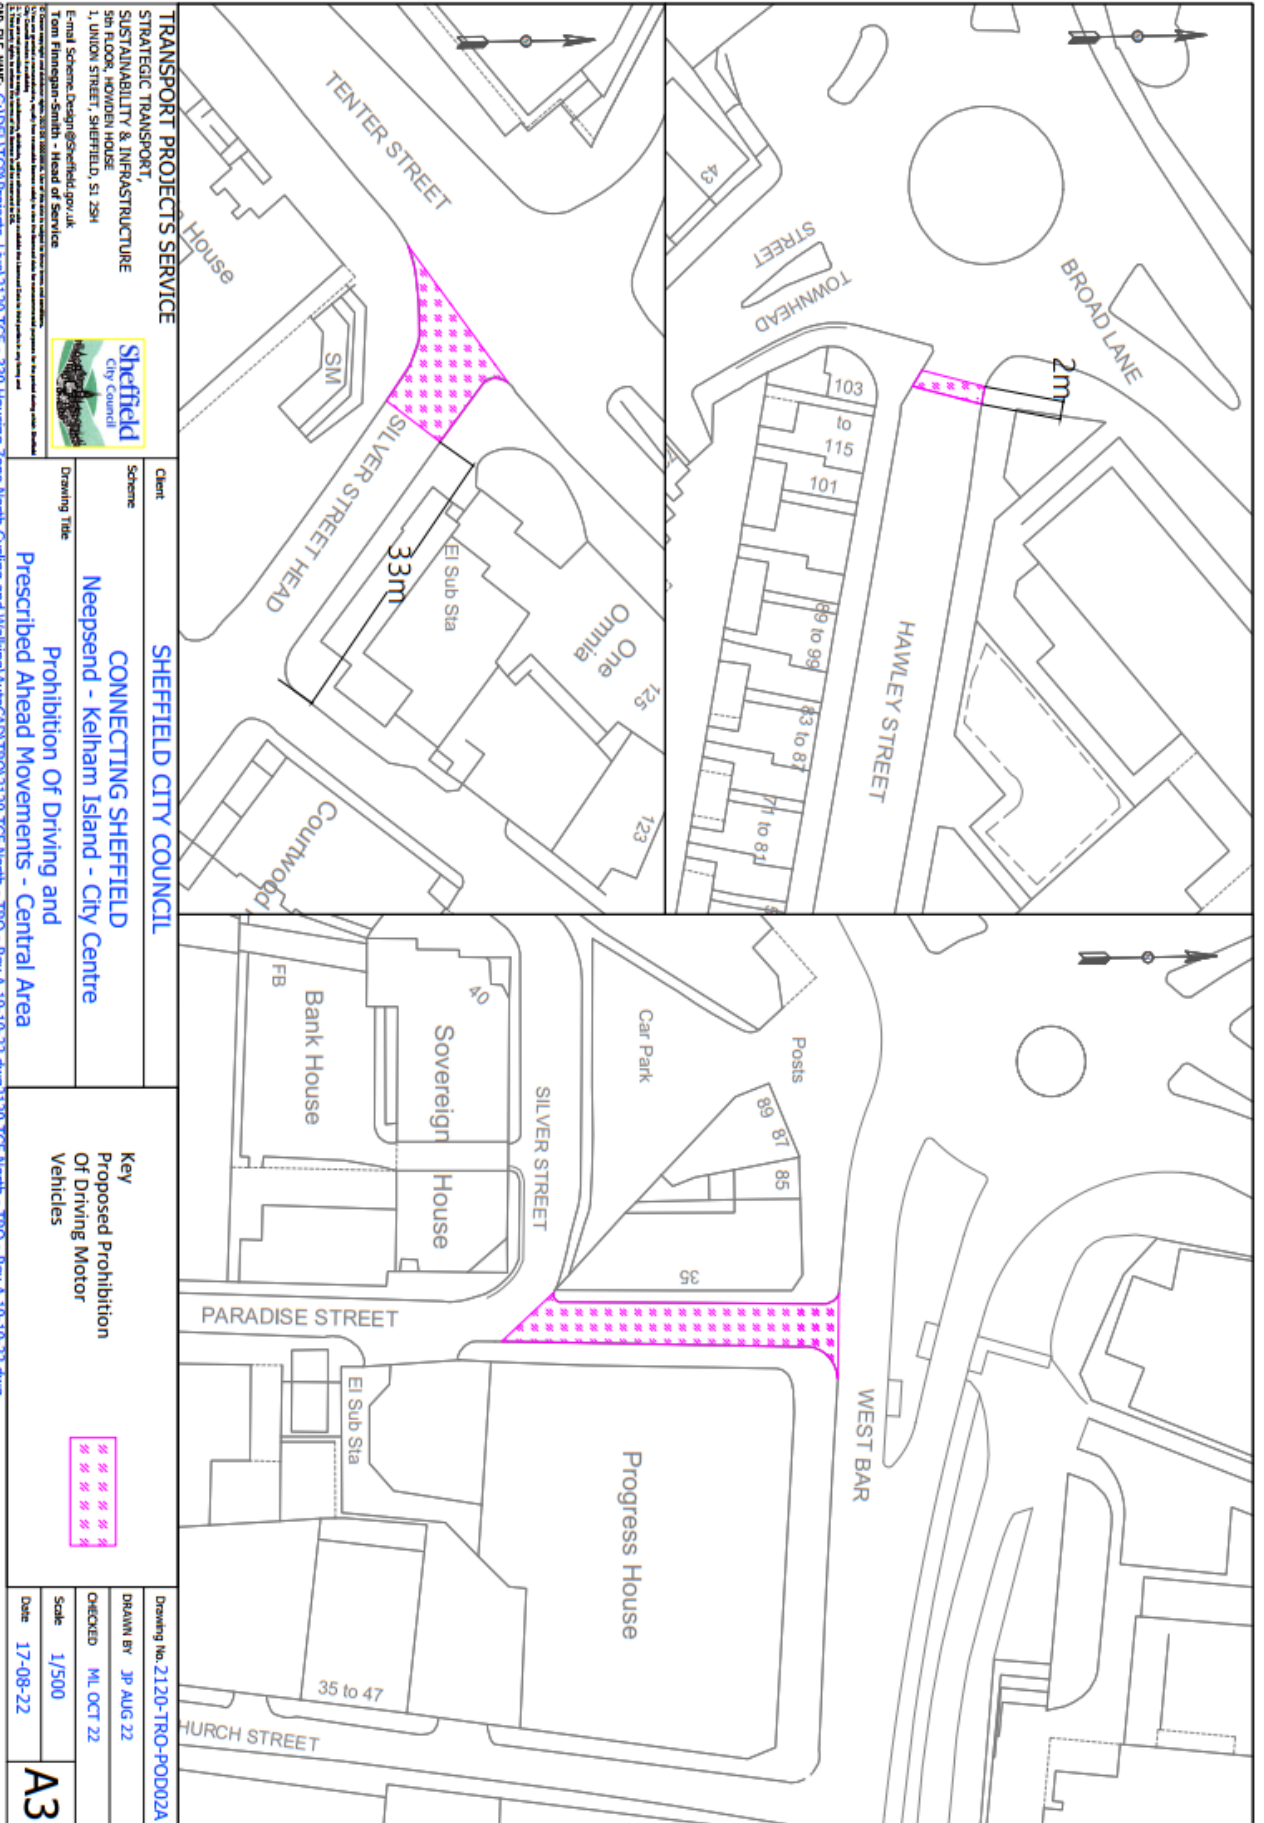 TENTER STREET
House
SM
SILVER STREET HEAD
33m
El Sub Sta
One
Omnia
125
123
Courtwood
43
TOWNHEAD
STREET
BROAD LANE
2m
103
to
115
101
89 to 99
83 to 87
71 to 81
HAWLEY STREET
FB
Bank House
40
Sovereign House
SILVER STREET
Car Park
Posts
89
87
85
35
PARADISE STREET
El Sub Sta
WEST BAR
Progress House
35 to 47
HURCH STREET
TRANSPORT PROJECTS SERVICE
STRATEGIC TRANSPORT,
SUSTAINABILITY & INFRASTRUCTURE
5th FLOOR, HOWDEN HOUSE
1, UNION STREET, SHEFFIELD, S1 2SH
E-mail Scheme.Design@Sheffield.gov.uk
Tom Finnegan-Smith - Head of Service
Sheffield
City Council
Client
SHEFFIELD CITY COUNCIL
Scheme
CONNECTING SHEFFIELD
Neepsend - Kelham Island - City Centre
Drawing Title
Prohibition Of Driving and
Prescribed Ahead Movements - Central Area
Key
Proposed Prohibition
Of Driving Motor
Vehicles
Drawing No. 2120-TRO-POD02A
DRAWN BY JP AUG 22
CHECKED ML OCT 22
Scale 1/500
Date 17-08-22
A3